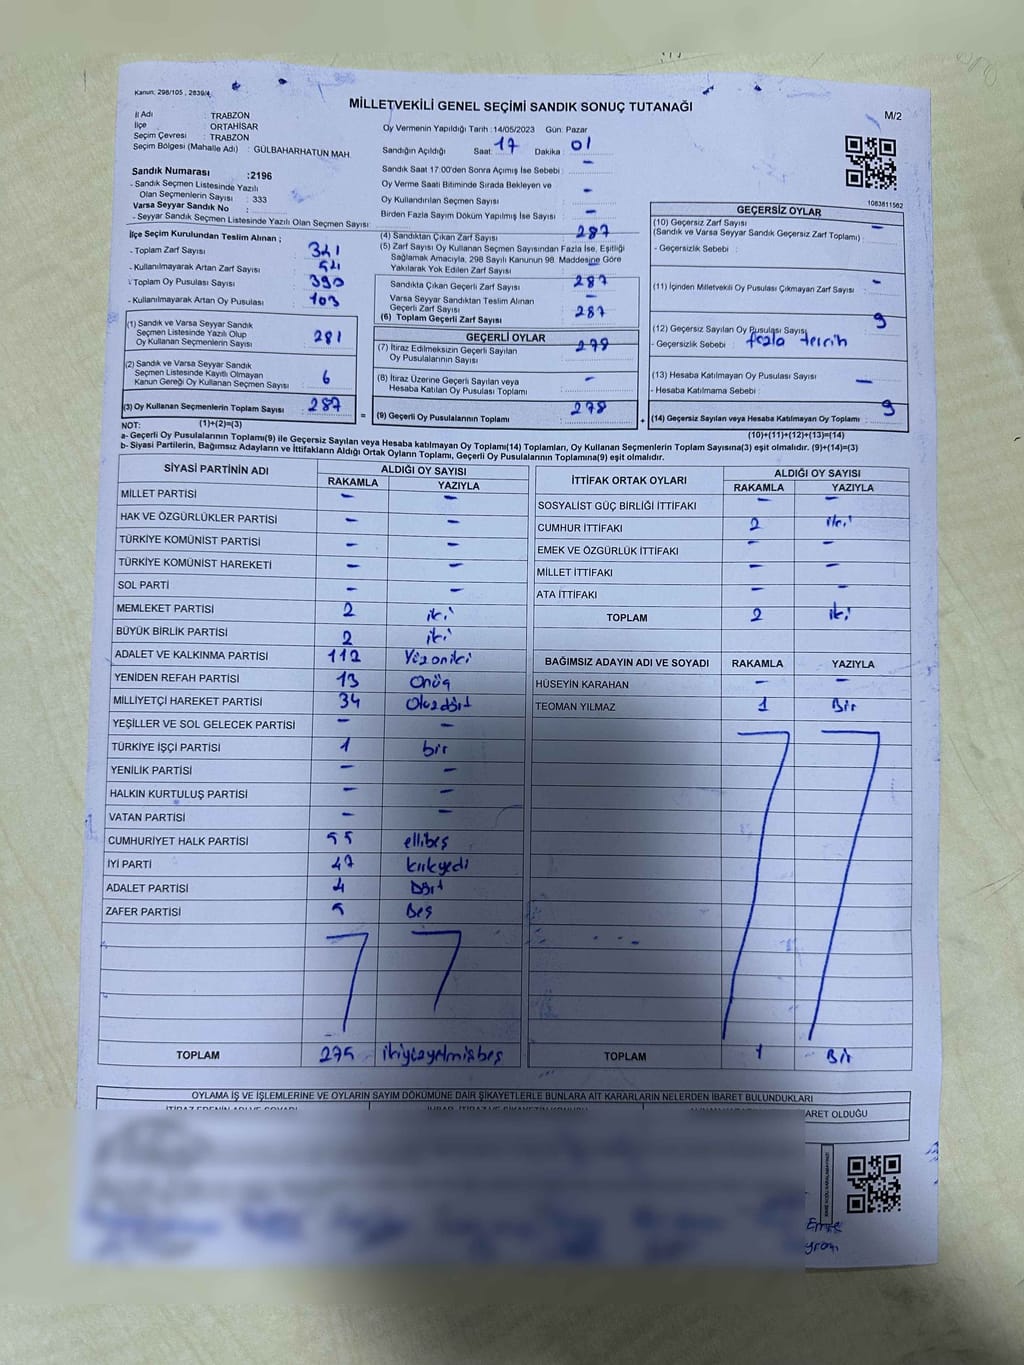 Kanun: 298/105 , 2839/4
MİLLETVEKİLİ GENEL SEÇİMİ SANDIK SONUÇ TUTANAĞI
M/2
İl Adı : TRABZON
İlçe : ORTAHİSAR
Seçim Çevresi : TRABZON
Seçim Bölgesi (Mahalle Adı) : GÜLBAHARHATUN MAH.
Oy Vermenin Yapıldığı Tarih :14/05/2023 Gün: Pazar
Sandığın Açıldığı Saat: 17 Dakika : 01
Sandık Saat 17.00'den Sonra Açımış İse Sebebi : -
Oy Verme Saati Bitiminde Sırada Bekleyen ve
Oy Kullandırılan Seçmen Sayısı : -
Birden Fazla Sayım Döküm Yapılmış İse Sayısı : -
1083811562
Sandık Numarası :2196
- Sandık Seçmen Listesinde Yazılı
Olan Seçmenlerin Sayısı : 333
Varsa Seyyar Sandık No :
- Seyyar Sandık Seçmen Listesinde Yazılı Olan Seçmen Sayısı :
İlçe Seçim Kurulundan Teslim Alınan ;
- Toplam Zarf Sayısı : 341
- Kullanılmayarak Artan Zarf Sayısı : 54
- Toplam Oy Pusulası Sayısı : 390
- Kullanılmayarak Artan Oy Pusulası : 103
(1) Sandık ve Varsa Seyyar Sandık
Seçmen Listesinde Yazılı Olup
Oy Kullanan Seçmenlerin Sayısı : 281
(2) Sandık ve Varsa Seyyar Sandık
Seçmen Listesinde Kayıtlı Olmayan
Kanun Gereği Oy Kullanan Seçmen Sayısı : 6
(3) Oy Kullanan Seçmenlerin Toplam Sayısı : 287
(1)+(2)=(3)
(4) Sandıktan Çıkan Zarf Sayısı : 287
(5) Zarf Sayısı Oy Kullanan Seçmen Sayısından Fazla İse, Eşitliği
Sağlamak Amacıyla, 298 Sayılı Kanunun 98. Maddesine Göre
Yakılarak Yok Edilen Zarf Sayısı : -
Sandıkta Çıkan Geçerli Zarf Sayısı : 287
Varsa Seyyar Sandıktan Teslim Alınan
Geçerli Zarf Sayısı : -
(6) Toplam Geçerli Zarf Sayısı : 287
GEÇERLİ OYLAR
(7) İtiraz Edilmeksizin Geçerli Sayılan
Oy Pusulalarının Sayısı : 278
(8) İtiraz Üzerine Geçerli Sayılan veya
Hesaba Katılan Oy Pusulası Toplamı : -
= (9) Geçerli Oy Pusulalarının Toplamı : 278
GEÇERSİZ OYLAR
(10) Geçersiz Zarf Sayısı
(Sandık ve Varsa Seyyar Sandık Geçersiz Zarf Toplamı) : -
- Geçersizlik Sebebi :
(11) İçinden Milletvekili Oy Pusulası Çıkmayan Zarf Sayısı : -
(12) Geçersiz Sayılan Oy Pusulası Sayısı : 9
- Geçersizlik Sebebi : fazla tercih
(13) Hesaba Katılmayan Oy Pusulası Sayısı : -
- Hesaba Katılmama Sebebi :
+ (14) Geçersiz Sayılan veya Hesaba Katılmayan Oy Toplamı : 9
(10)+(11)+(12)+(13)=(14)
NOT:
a- Geçerli Oy Pusulalarının Toplamı(9) ile Geçersiz Sayılan veya Hesaba katılmayan Oy Toplamı(14) Toplamları, Oy Kullanan Seçmenlerin Toplam Sayısına(3) eşit olmalıdır. (9)+(14)=(3)
b- Siyasi Partilerin, Bağımsız Adayların ve İttifakların Aldığı Ortak Oyların Toplamı, Geçerli Oy Pusulalarının Toplamına(9) eşit olmalıdır.
SİYASİ PARTİNİN ADI ALDIĞI OY SAYISI
RAKAMLA YAZIYLA
MİLLET PARTİSİ - -
HAK VE ÖZGÜRLÜKLER PARTİSİ - -
TÜRKİYE KOMÜNİST PARTİSİ - -
TÜRKİYE KOMÜNİST HAREKETİ - -
SOL PARTİ - -
MEMLEKET PARTİSİ 2 iki
BÜYÜK BİRLİK PARTİSİ 2 iki
ADALET VE KALKINMA PARTİSİ 112 Yüzoniki
YENİDEN REFAH PARTİSİ 13 Onüç
MİLLİYETÇİ HAREKET PARTİSİ 34 Otuzdört
YEŞİLLER VE SOL GELECEK PARTİSİ - -
TÜRKİYE İŞÇİ PARTİSİ 1 bir
YENİLİK PARTİSİ - -
HALKIN KURTULUŞ PARTİSİ - -
VATAN PARTİSİ - -
CUMHURİYET HALK PARTİSİ 55 ellibeş
İYİ PARTİ 47 kırkyedi
ADALET PARTİSİ 4 Dört
ZAFER PARTİSİ 5 Beş
TOPLAM 275 ikiyüzyetmişbeş
İTTİFAK ORTAK OYLARI ALDIĞI OY SAYISI
RAKAMLA YAZIYLA
SOSYALİST GÜÇ BİRLİĞİ İTTİFAKI - -
CUMHUR İTTİFAKI 2 iki
EMEK VE ÖZGÜRLÜK İTTİFAKI - -
MİLLET İTTİFAKI - -
ATA İTTİFAKI - -
TOPLAM 2 iki
BAĞIMSIZ ADAYIN ADI VE SOYADI RAKAMLA YAZIYLA
HÜSEYİN KARAHAN - -
TEOMAN YILMAZ 1 Bir
TOPLAM 1 Bir
OYLAMA İŞ VE İŞLEMLERİNE VE OYLARIN SAYIM DÖKÜMÜNE DAİR ŞİKAYETLERLE BUNLARA AİT KARARLARIN NELERDEN İBARET BULUNDUKLARI
ARET OLDUĞU
Emre